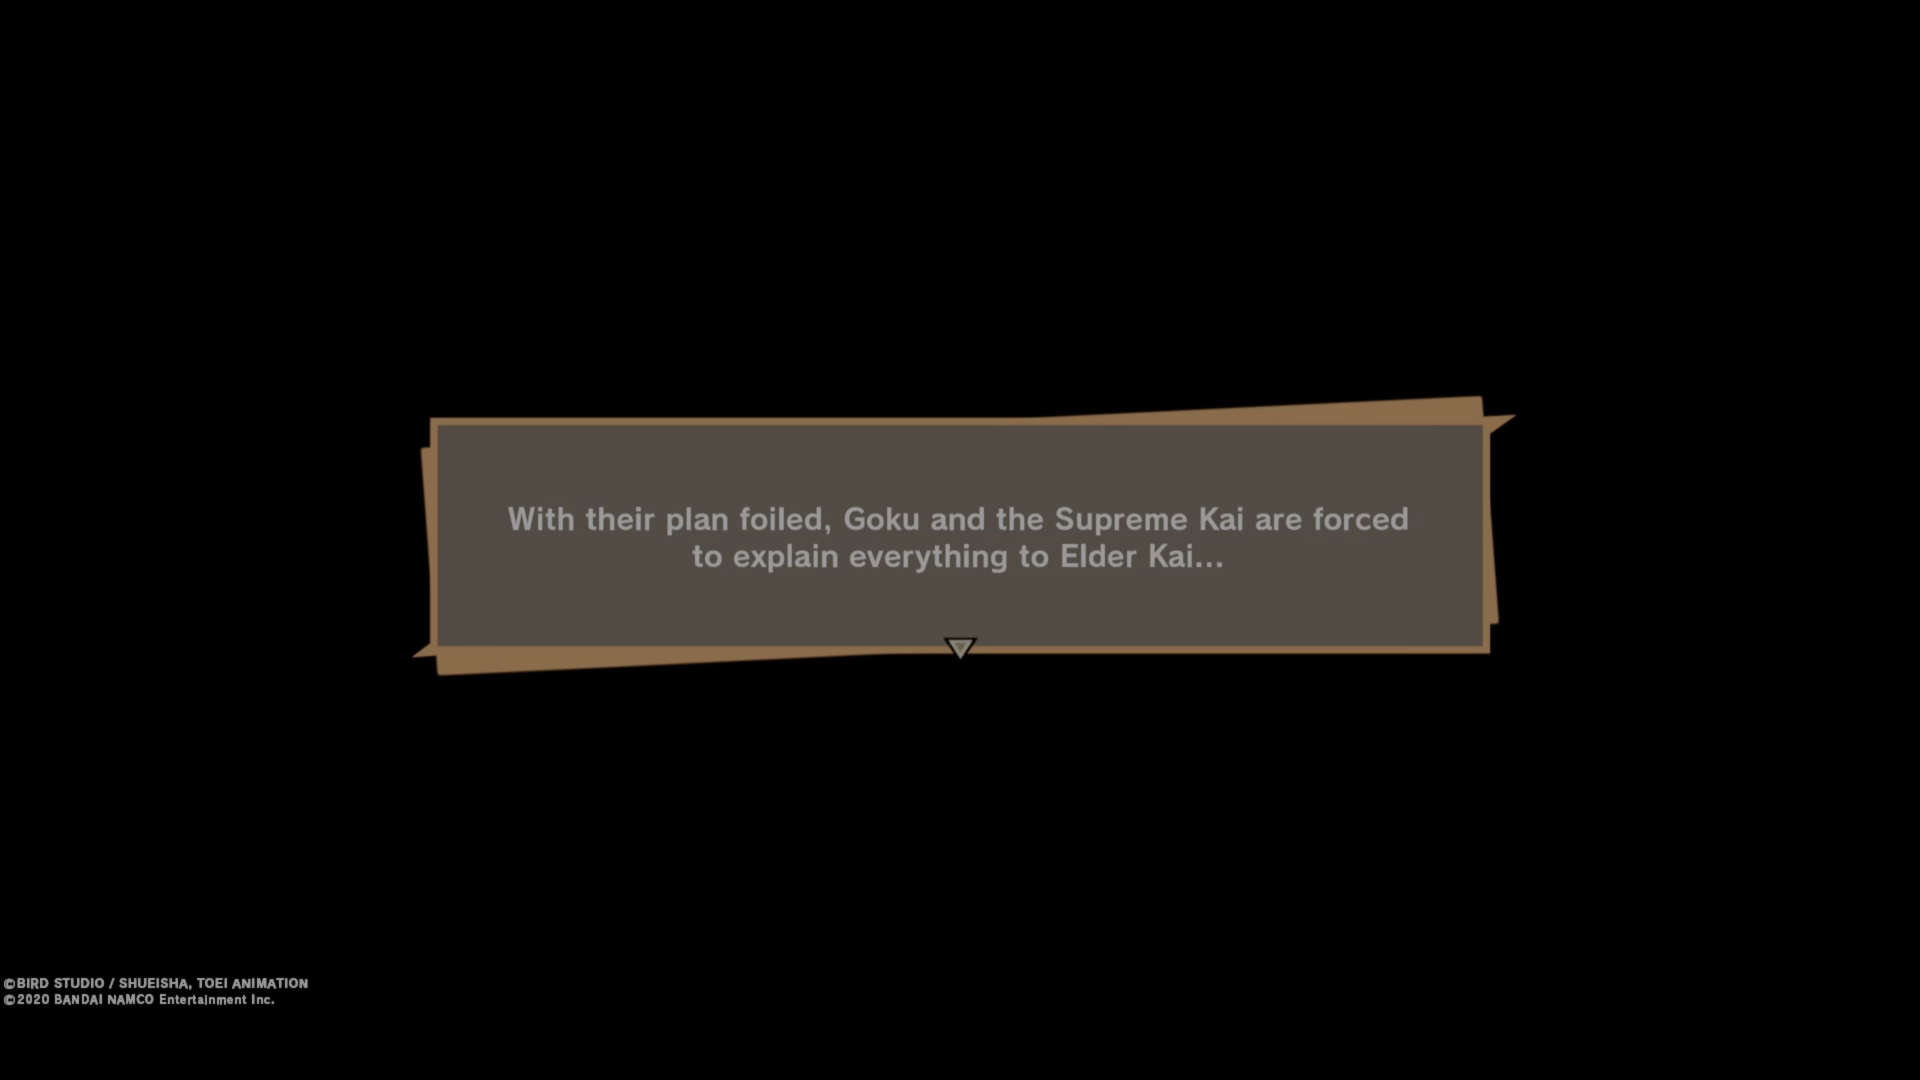 With their plan foiled, Goku and the Supreme Kai are forced
to explain everything to Elder Kai...
©BIRD STUDIO / SHUEISHA, TOEI ANIMATION
©2020 BANDAI NAMCO Entertainment Inc.